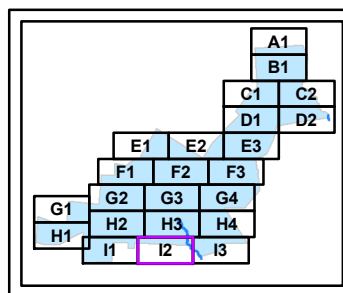 A1
B1
C1 C2
D1 D2
E1 E2 E3
F1 F2 F3
G2 G3 G4
G1
H2 H3 H4
H1
I1 I2 I3